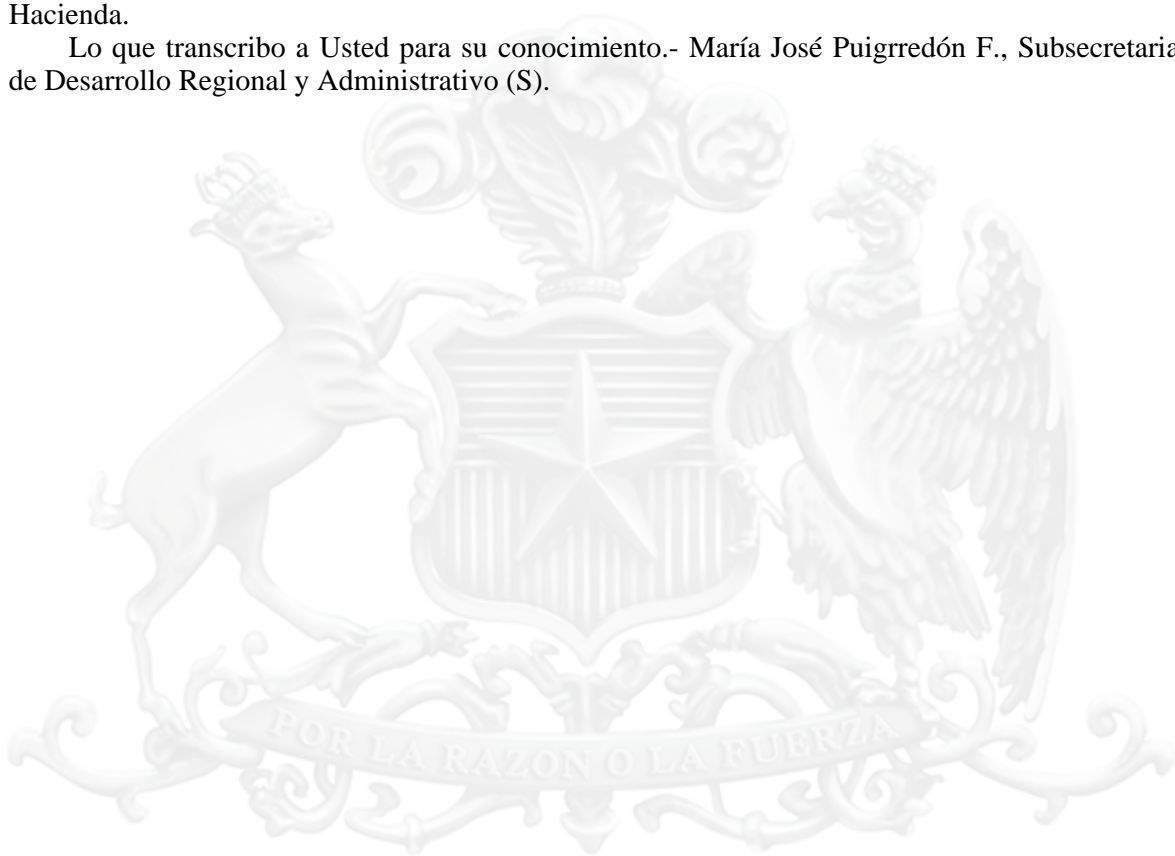 Hacienda.
Lo que transcribo a Usted para su conocimiento.- María José Puigrredón F., Subsecretaria
de Desarrollo Regional y Administrativo (S).
POR LA RAZON O LA FUERZA